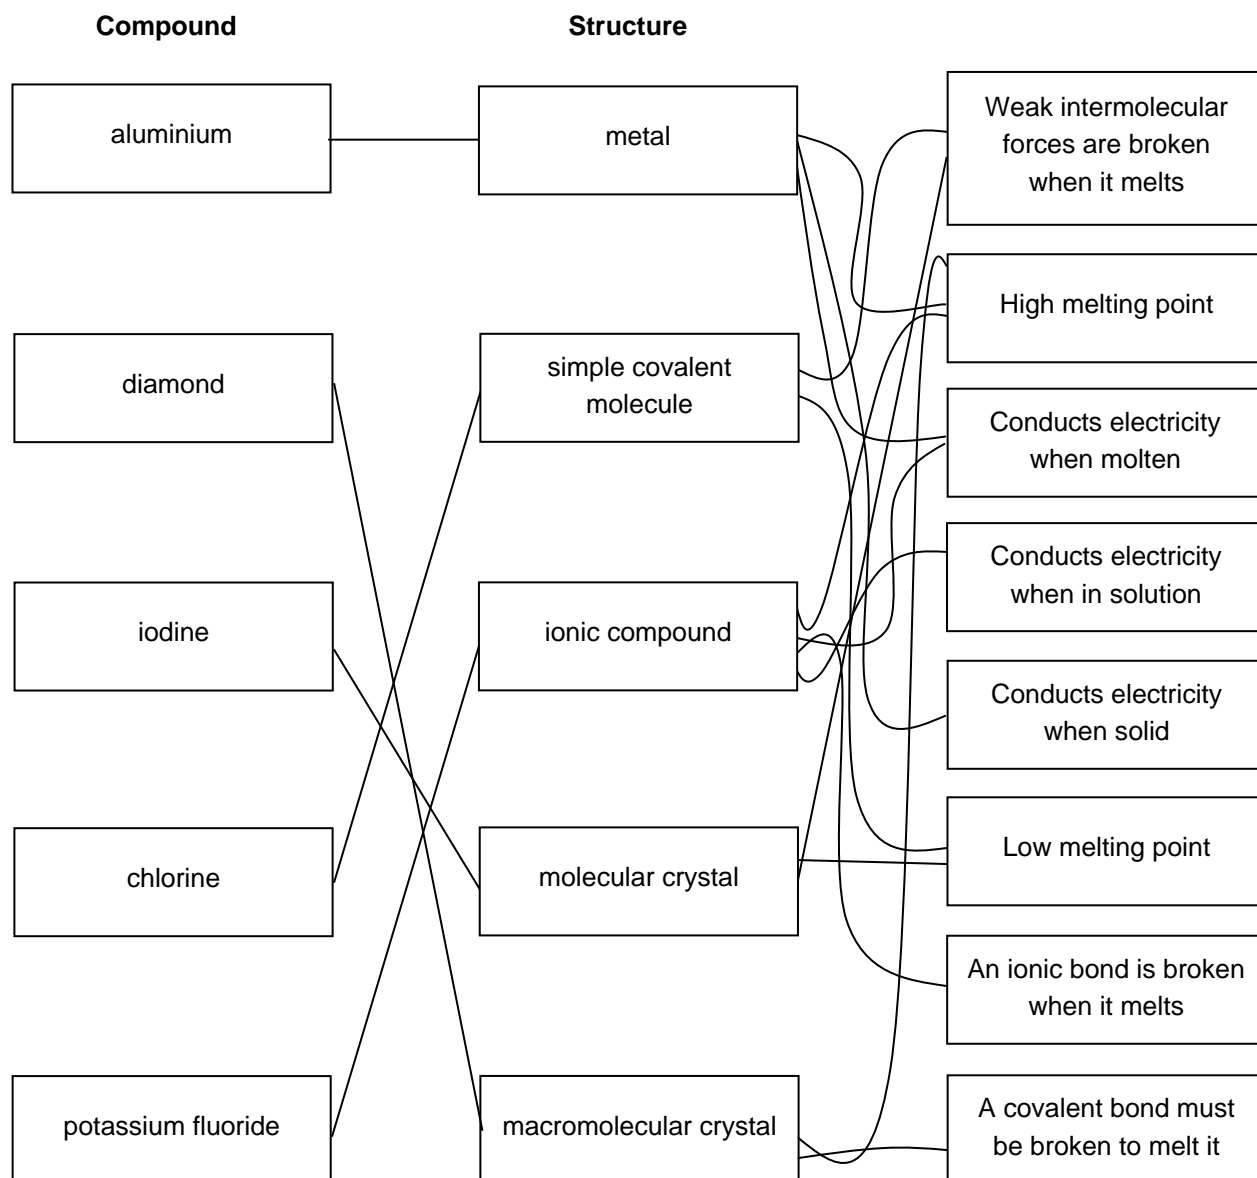 Compound
Structure
aluminium
metal
Weak intermolecular
forces are broken
when it melts
High melting point
diamond
simple covalent
molecule
Conducts electricity
when molten
Conducts electricity
when in solution
iodine
ionic compound
Conducts electricity
when solid
Low melting point
chlorine
molecular crystal
An ionic bond is broken
when it melts
potassium fluoride
macromolecular crystal
A covalent bond must
be broken to melt it